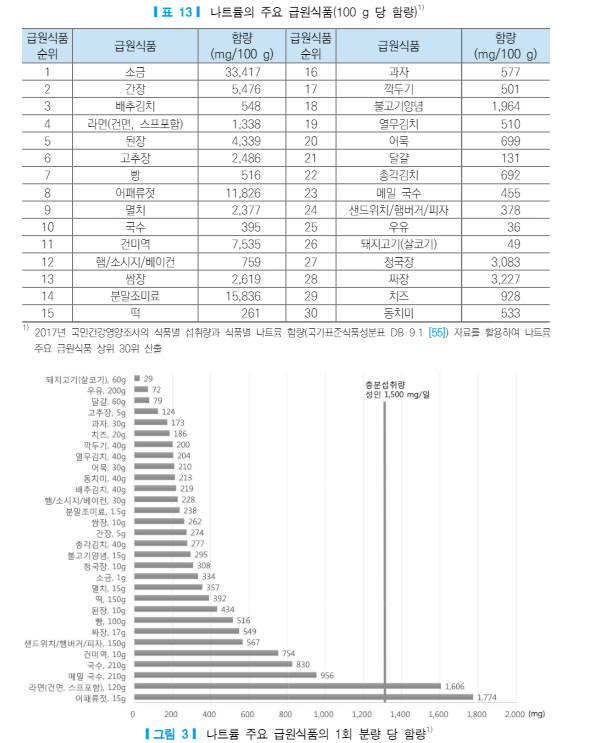 ┃표 13┃ 나트륨의 주요 급원식품(100 g 당 함량)1)
급원식품 순위 급원식품 함량 (mg/100 g) 급원식품 순위 급원식품 함량 (mg/100 g)
1 소금 33,417 16 과자 577
2 간장 5,476 17 깍두기 501
3 배추김치 548 18 불고기양념 1,964
4 라면(건면, 스프포함) 1,338 19 열무김치 510
5 된장 4,339 20 어묵 699
6 고추장 2,486 21 달걀 131
7 빵 516 22 총각김치 692
8 어패류젓 11,826 23 메밀 국수 455
9 멸치 2,377 24 샌드위치/햄버거/피자 378
10 국수 395 25 우유 36
11 건미역 7,535 26 돼지고기(살코기) 49
12 햄/소시지/베이컨 759 27 청국장 3,083
13 쌈장 2,619 28 짜장 3,227
14 분말조미료 15,836 29 치즈 928
15 떡 261 30 동치미 533
1) 2017년 국민건강영양조사의 식품별 섭취량과 식품별 나트륨 함량(국가표준식품성분표 DB 9.1 [55]) 자료를 활용하여 나트륨
주요 급원식품 상위 30위 산출
충분섭취량
성인 1,500 mg/일
돼지고기(살코기), 60g 29
우유, 200g 72
달걀, 60g 79
고추장, 5g 124
과자, 30g 173
치즈, 20g 186
깍두기, 40g 200
열무김치, 40g 204
어묵, 30g 210
동치미, 40g 213
배추김치, 40g 219
햄/소시지/베이컨, 30g 228
분말조미료, 1.5g 238
쌈장, 10g 262
간장, 5g 274
총각김치, 40g 277
불고기양념, 15g 295
청국장, 10g 308
소금, 1g 334
멸치, 15g 357
떡, 150g 392
된장, 10g 434
빵, 100g 516
짜장, 17g 549
샌드위치/햄버거/피자, 150g 567
건미역, 10g 754
국수, 210g 830
메밀 국수, 210g 956
라면(건면, 스프포함), 120g 1,606
어패류젓, 15g 1,774
0 200 400 600 800 1,000 1,200 1,400 1,600 1,800 2,000 (mg)
┃그림 3┃ 나트륨 주요 급원식품의 1회 분량 당 함량1)